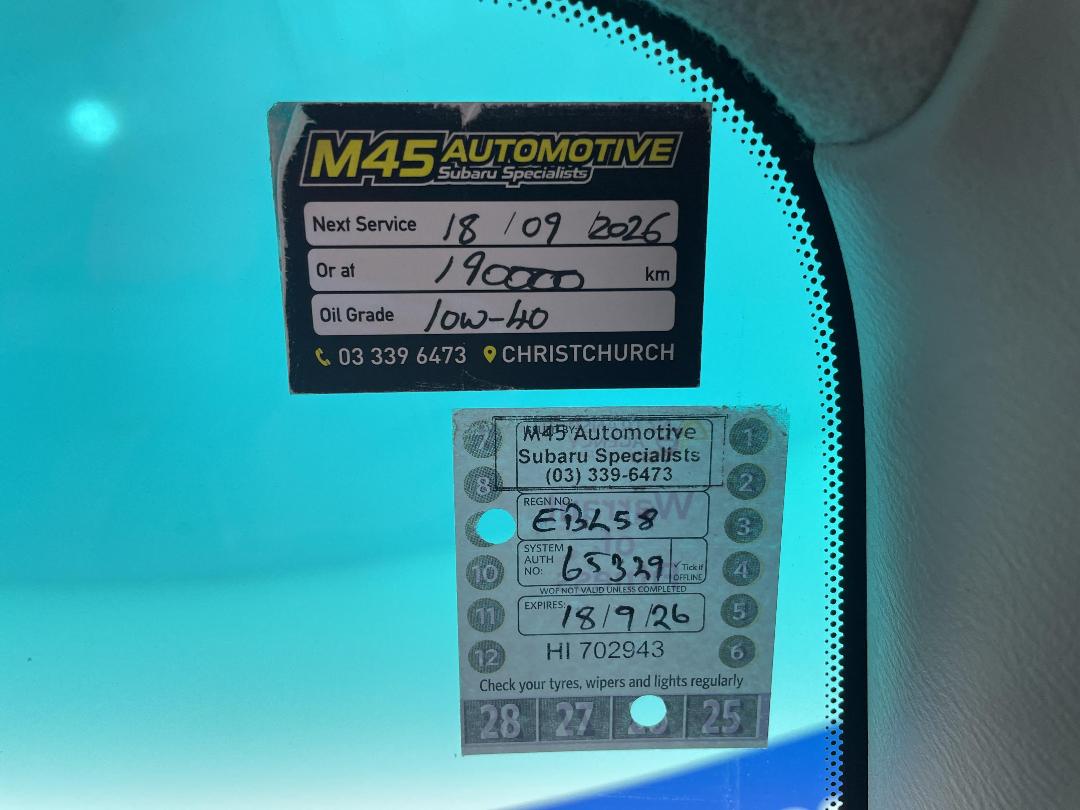 M45 AUTOMOTIVE
Subaru Specialists
Next Service 18 / 09 / 2026
Or at 190000 km
Oil Grade 10W-40
03 339 6473 CHRISTCHURCH
ISSUED BY:
M45 Automotive
Subaru Specialists
(03) 339-6473
REGN NO: EBL58
SYSTEM AUTH NO: 65329 ✓ Tick if OFFLINE
WOF NOT VALID UNLESS COMPLETED
EXPIRES: 18/9/26
HI 702943
7 1
8 2
3
10 4
11 5
12 6
Check your tyres, wipers and lights regularly
28 27 25